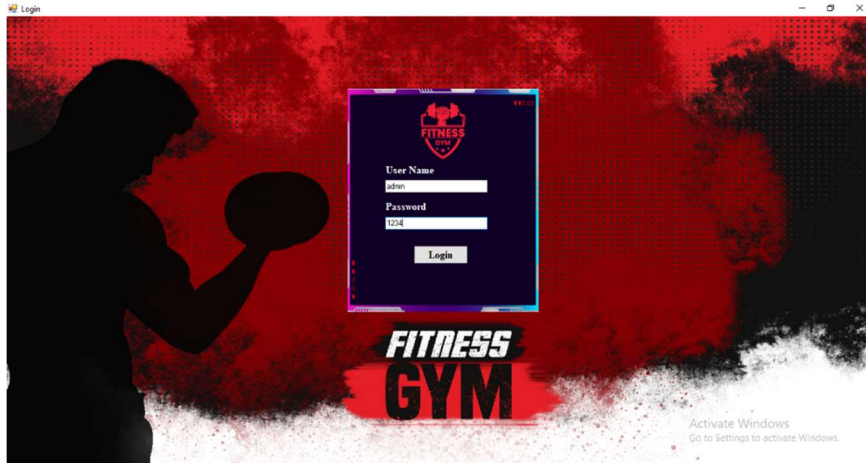 Login
FITNESS
GYM
User Name
admin
Password
1234
Login
FITNESS
GYM
Activate Windows
Go to Settings to activate Windows.